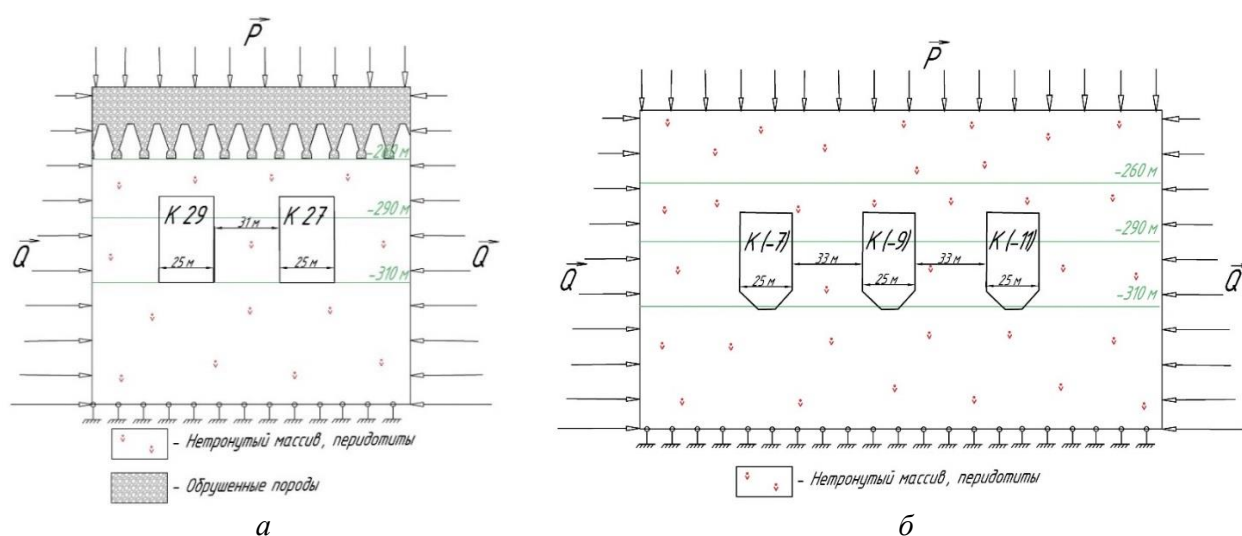 P
-260 м
К 29
К 27
-290 м
31 м
Q
Q
25 м
25 м
-310 м
- Нетронутый массив, перидотиты
- Обрушенные породы
а
P
-260 м
К(-7)
К(-9)
К(-11)
-290 м
33 м
33 м
Q
Q
25 м
25 м
25 м
-310 м
- Нетронутый массив, перидотиты
б